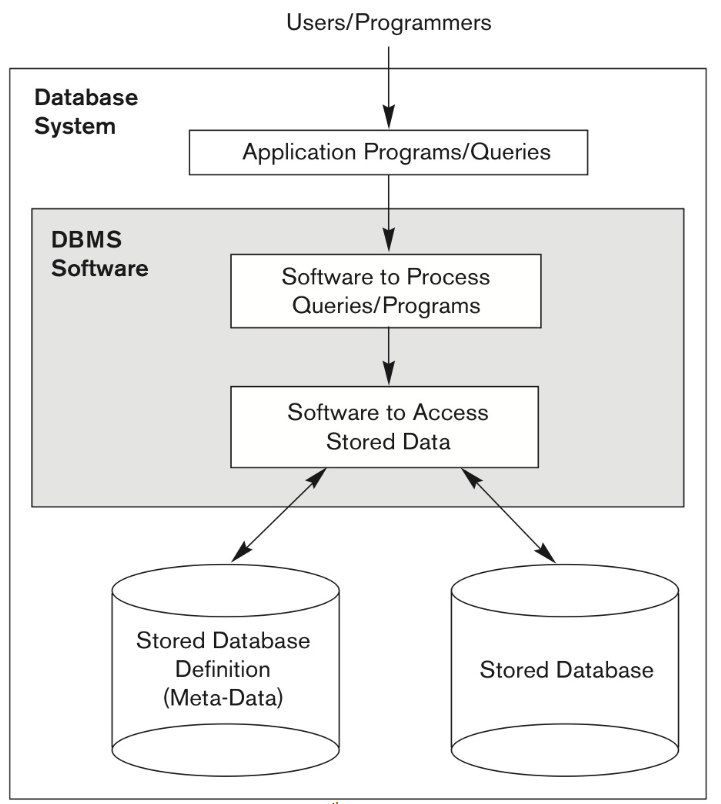 Users/Programmers
Database
System
Application Programs/Queries
DBMS
Software
Software to Process
Queries/Programs
Software to Access
Stored Data
Stored Database
Definition
(Meta-Data)
Stored Database